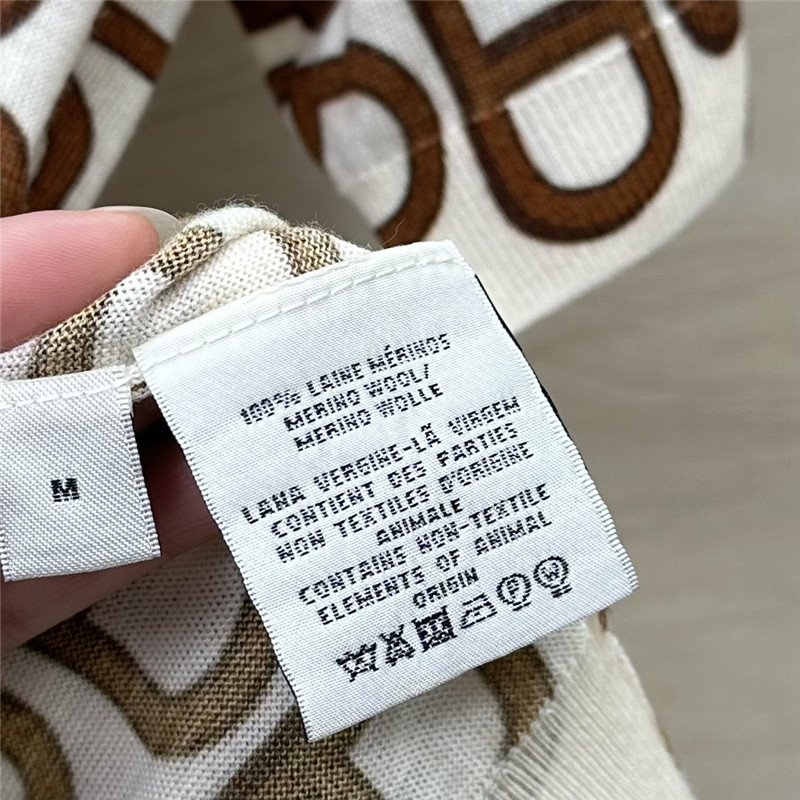 M
100% LAINE MÉRINOS
MERINO WOOL/
MERINO WOLLE
LANA VERGINE-LÃ VIRGEM
CONTIENT DES PARTIES
NON TEXTILES D'ORIGINE
ANIMALE
CONTAINS NON-TEXTILE
ELEMENTS OF ANIMAL
ORIGIN
P W